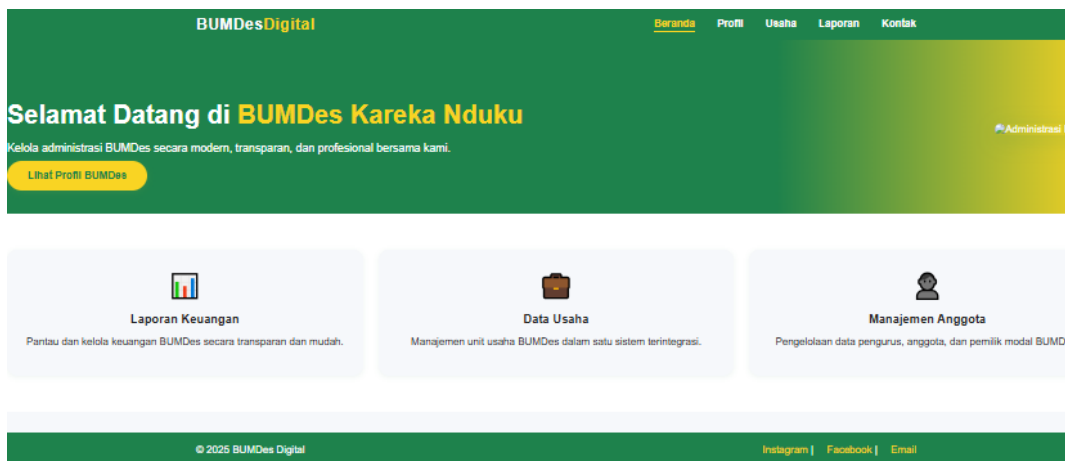 BUMDesDigital
Beranda Profil Usaha Laporan Kontak
Selamat Datang di BUMDes Kareka Nduku
Kelola administrasi BUMDes secara modern, transparan, dan profesional bersama kami.
Lihat Profil BUMDes
Administrasi
Laporan Keuangan
Pantau dan kelola keuangan BUMDes secara transparan dan mudah.
Data Usaha
Manajemen unit usaha BUMDes dalam satu sistem terintegrasi.
Manajemen Anggota
Pengelolaan data pengurus, anggota, dan pemilik modal BUMD
© 2025 BUMDes Digital
Instagram | Facebook | Email